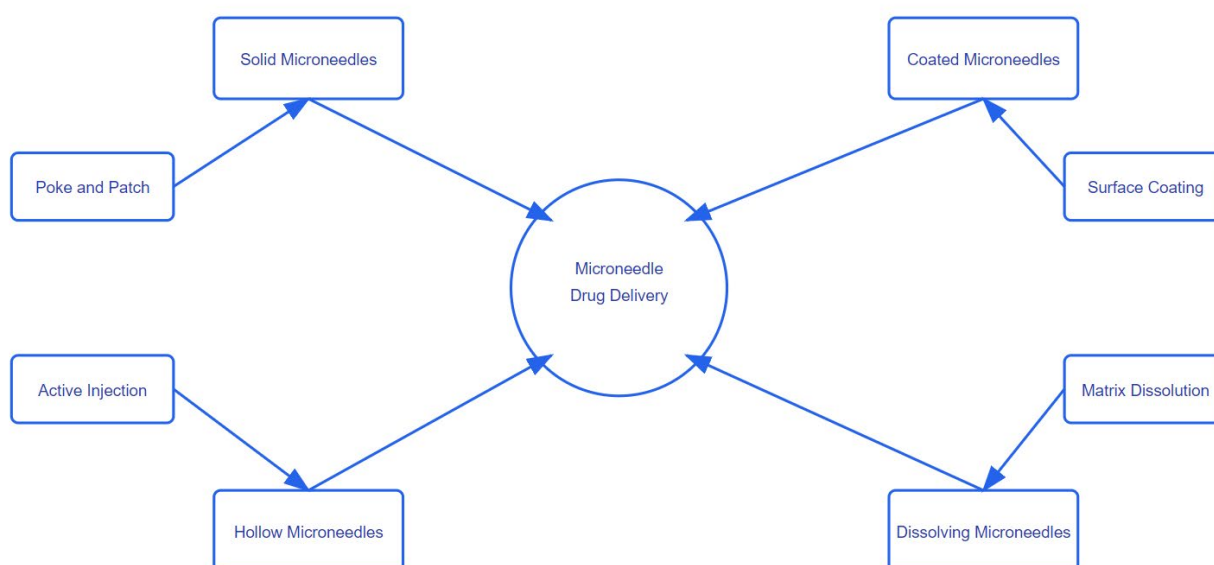 Solid Microneedles
Coated Microneedles
Poke and Patch
Surface Coating
Microneedle
Drug Delivery
Active Injection
Matrix Dissolution
Hollow Microneedles
Dissolving Microneedles